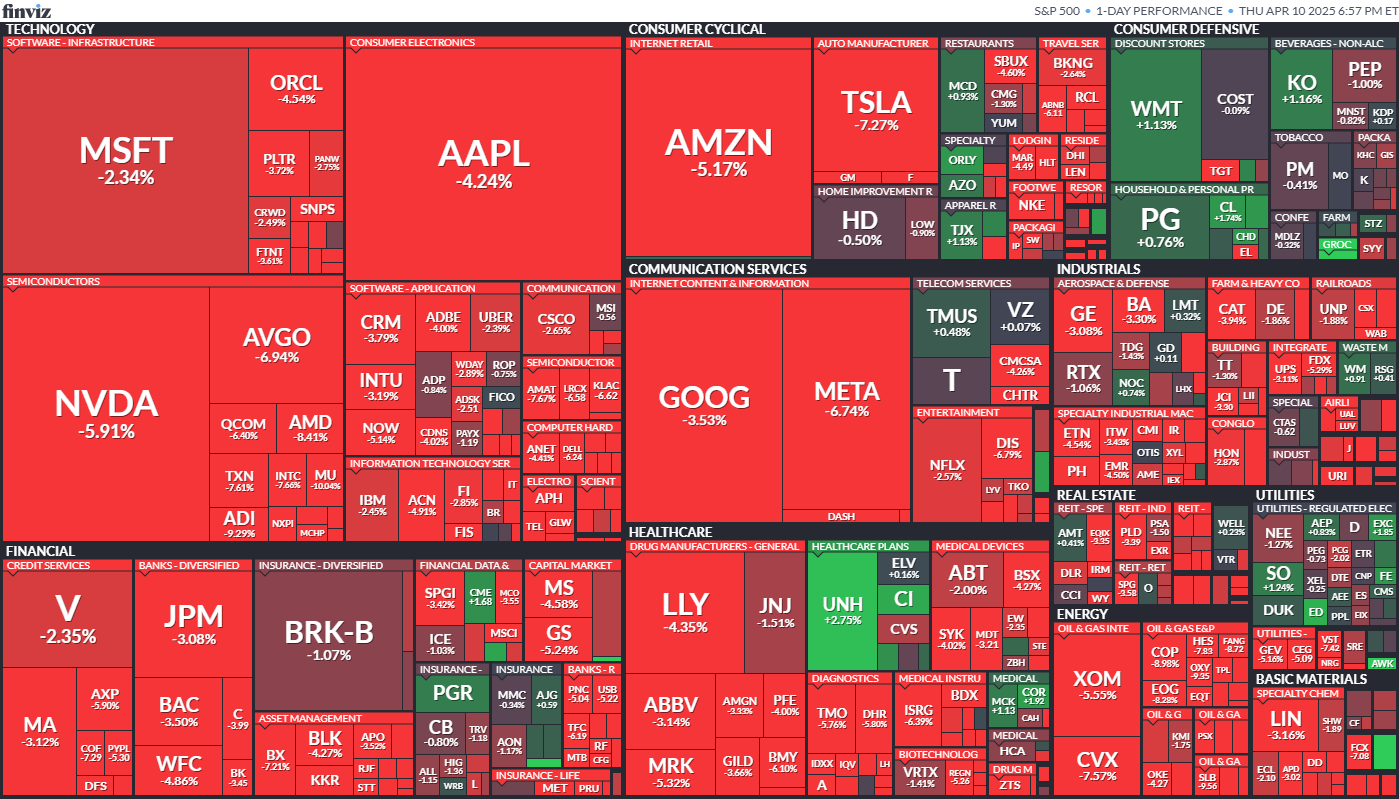 finviz
S&P 500 • 1-DAY PERFORMANCE • THU APR 10 2025 6:57 PM ET
TECHNOLOGY
SOFTWARE - INFRASTRUCTURE
MSFT
-2.34%
ORCL
-4.54%
PLTR
-3.72%
PANW
-2.75%
CRWD
-2.49%
SNPS
FTNT
-3.61%
CONSUMER ELECTRONICS
AAPL
-4.24%
SEMICONDUCTORS
NVDA
-5.91%
AVGO
-6.94%
QCOM
-6.40%
AMD
-8.41%
TXN
-7.61%
INTC
-7.66%
MU
-10.04%
ADI
-9.29%
NXPI
MCHP
SOFTWARE - APPLICATION
CRM
-3.79%
ADBE
-4.00%
UBER
-2.39%
INTU
-3.19%
ADP
-0.84%
WDAY
-2.89%
ROP
-0.75%
ADSK
-2.51
FICO
NOW
-5.14%
CDNS
-4.02%
PAYX
-1.19
COMMUNICATION
CSCO
-2.65%
MSI
-0.56
SEMICONDUCTOR
AMAT
-7.67%
LRCX
-6.58
KLAC
-6.62
COMPUTER HARD
ANET
-4.41%
DELL
-6.24
INFORMATION TECHNOLOGY SER
IBM
-2.45%
ACN
-4.91%
FI
-2.85%
IT
BR
FIS
ELECTRO
APH
TEL
GLW
SCIENT
CONSUMER CYCLICAL
INTERNET RETAIL
AMZN
-5.17%
AUTO MANUFACTURER
TSLA
-7.27%
GM
F
HOME IMPROVEMENT R
HD
-0.50%
LOW
-0.90%
RESTAURANTS
MCD
+0.93%
SBUX
-4.60%
CMG
-1.30%
YUM
TRAVEL SER
BKNG
-2.64%
ABNB
-6.11
RCL
SPECIALTY
ORLY
AZO
LODGIN
MAR
-4.49
HLT
RESIDE
DHI
LEN
APPAREL R
TJX
+1.13%
FOOTWE
NKE
RESOR
PACKAGI
IP
SW
CONSUMER DEFENSIVE
DISCOUNT STORES
WMT
+1.13%
COST
-0.09%
TGT
BEVERAGES - NON-ALC
KO
+1.16%
PEP
-1.00%
MNST
-0.82%
KDP
+0.17
TOBACCO
PM
-0.41%
MO
PACKA
KHC
GIS
K
HOUSEHOLD & PERSONAL PR
PG
+0.76%
CL
+1.74%
CHD
EL
CONFE
MDLZ
-0.32%
FARM
STZ
GROC
SYY
COMMUNICATION SERVICES
INTERNET CONTENT & INFORMATION
GOOG
-3.53%
META
-6.74%
DASH
TELECOM SERVICES
TMUS
+0.48%
VZ
+0.07%
T
CMCSA
-4.26%
CHTR
ENTERTAINMENT
NFLX
-2.57%
DIS
-6.79%
LYV
TKO
INDUSTRIALS
AEROSPACE & DEFENSE
GE
-3.08%
BA
-3.30%
LMT
+0.32%
RTX
-1.06%
TDG
-1.43%
GD
+0.11
NOC
+0.74%
LHX
FARM & HEAVY CO
CAT
-3.94%
DE
-1.86%
RAILROADS
UNP
-1.88%
CSX
WAB
BUILDING
TT
-1.30%
JCI
-3.30
LII
INTEGRATE
UPS
-3.11%
FDX
-5.29%
WASTE M
WM
+0.91
RSG
+0.41
SPECIALTY INDUSTRIAL MAC
ETN
-4.54%
ITW
-3.43%
CMI
IR
OTIS
XYL
PH
EMR
-4.50%
AME
IEX
CONGLO
HON
-2.87%
SPECIAL
CTAS
-0.62
INDUST
AIRLI
UAL
LUV
J
URI
FINANCIAL
CREDIT SERVICES
V
-2.35%
MA
-3.12%
AXP
-5.90%
COF
-7.29
PYPL
-5.30
DFS
BANKS - DIVERSIFIED
JPM
-3.08%
BAC
-3.50%
C
-3.99
WFC
-4.86%
BK
-3.45
INSURANCE - DIVERSIFIED
BRK-B
-1.07%
ASSET MANAGEMENT
BX
-7.21%
BLK
-4.27%
APO
-3.52%
KKR
RJF
STT
FINANCIAL DATA &
SPGI
-3.42%
CME
+1.68
MCO
-3.55
ICE
-1.03%
MSCI
CAPITAL MARKET
MS
-4.58%
GS
-5.24%
INSURANCE -
PGR
CB
-0.80%
TRV
-1.18
ALL
-1.15
HIG
-1.36
WRB
L
INSURANCE
MMC
-0.34%
AJG
+0.59
AON
-1.17%
BANKS - R
PNC
-5.04
USB
-5.22
TFC
-6.19
RF
MTB
CFG
INSURANCE - LIFE
MET
PRU
HEALTHCARE
DRUG MANUFACTURERS - GENERAL
LLY
-4.35%
JNJ
-1.51%
ABBV
-3.14%
AMGN
-3.33%
PFE
-4.00%
MRK
-5.32%
GILD
-3.66%
BMY
-6.10%
HEALTHCARE PLANS
UNH
+2.75%
ELV
+0.16%
CI
CVS
MEDICAL DEVICES
ABT
-2.00%
BSX
-4.27%
SYK
-4.02%
MDT
-3.21
EW
-2.35
STE
ZBH
DIAGNOSTICS
TMO
-5.76%
DHR
-5.80%
IDXX
IQV
LH
A
MEDICAL INSTRU
ISRG
-6.39%
BDX
MEDICAL
MCK
+1.13
COR
+1.92
CAH
MEDICAL
HCA
BIOTECHNOLOG
VRTX
-1.41%
REGN
-5.26
DRUG M
ZTS
REAL ESTATE
REIT - SPE
AMT
+0.41%
EQIX
-3.35
DLR
IRM
CCI
WY
REIT - IND
PLD
-3.39
PSA
-1.50
EXR
REIT -
WELL
+0.23%
VTR
REIT - RET
SPG
-3.58
O
UTILITIES
UTILITIES - REGULATED ELEC
NEE
-1.27%
AEP
+0.83%
D
EXC
+1.85
SO
+1.24%
PEG
-0.73
PCG
-2.02
ETR
XEL
-0.25
DTE
CNP
FE
DUK
AEE
ES
CMS
ED
PPL
EIX
UTILITIES -
GEV
-5.16%
CEG
-5.09
VST
-7.42
NRG
SRE
AWK
ENERGY
OIL & GAS INTE
XOM
-5.55%
CVX
-7.57%
OIL & GAS E&P
COP
-8.98%
HES
-7.83
FANG
-8.72
OXY
-9.35
TPL
EOG
-8.28%
EQT
OIL & G
KMI
-1.75
OKE
-4.27
OIL & GA
PSX
OIL & GA
SLB
-9.56
BASIC MATERIALS
SPECIALTY CHEM
LIN
-3.16%
SHW
-1.89
ECL
-2.10
APD
-3.02
DD
CF
FCX
-7.08